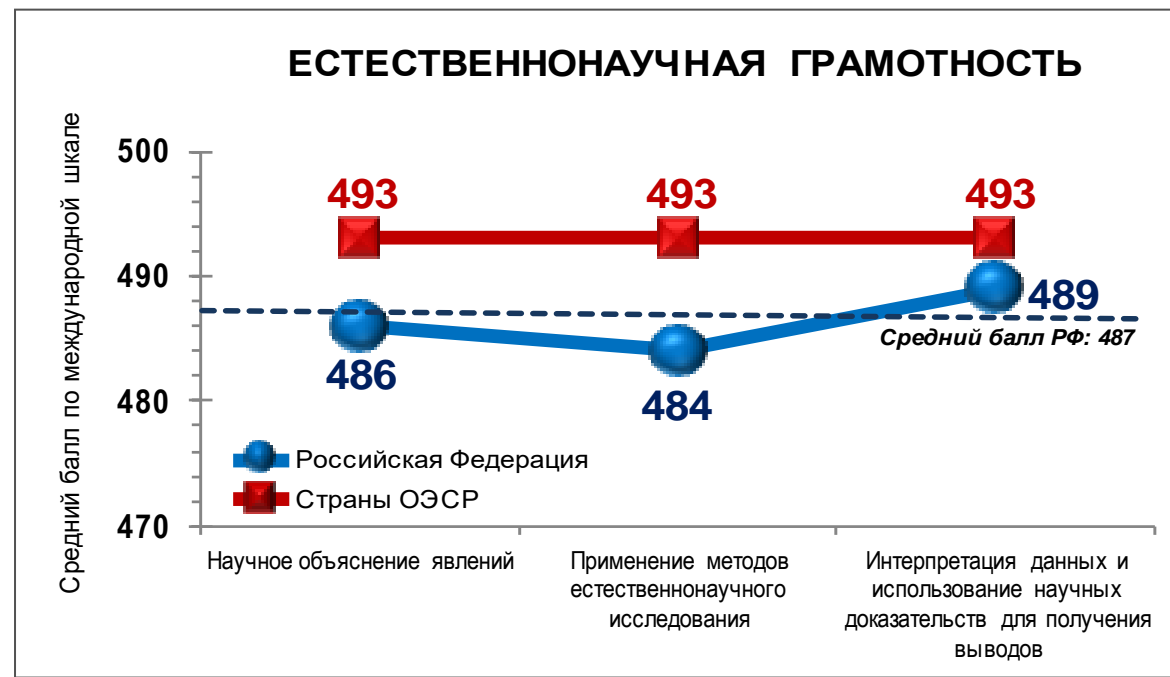 ЕСТЕСТВЕННОНАУЧНАЯ ГРАМОТНОСТЬ
Средний балл по международной шкале
500
490
480
470
493
493
493
486
484
489
Средний балл РФ: 487
Российская Федерация
Страны ОЭСР
Научное объяснение явлений
Применение методов
естественнонаучного
исследования
Интерпретация данных и
использование научных
доказательств для получения
выводов